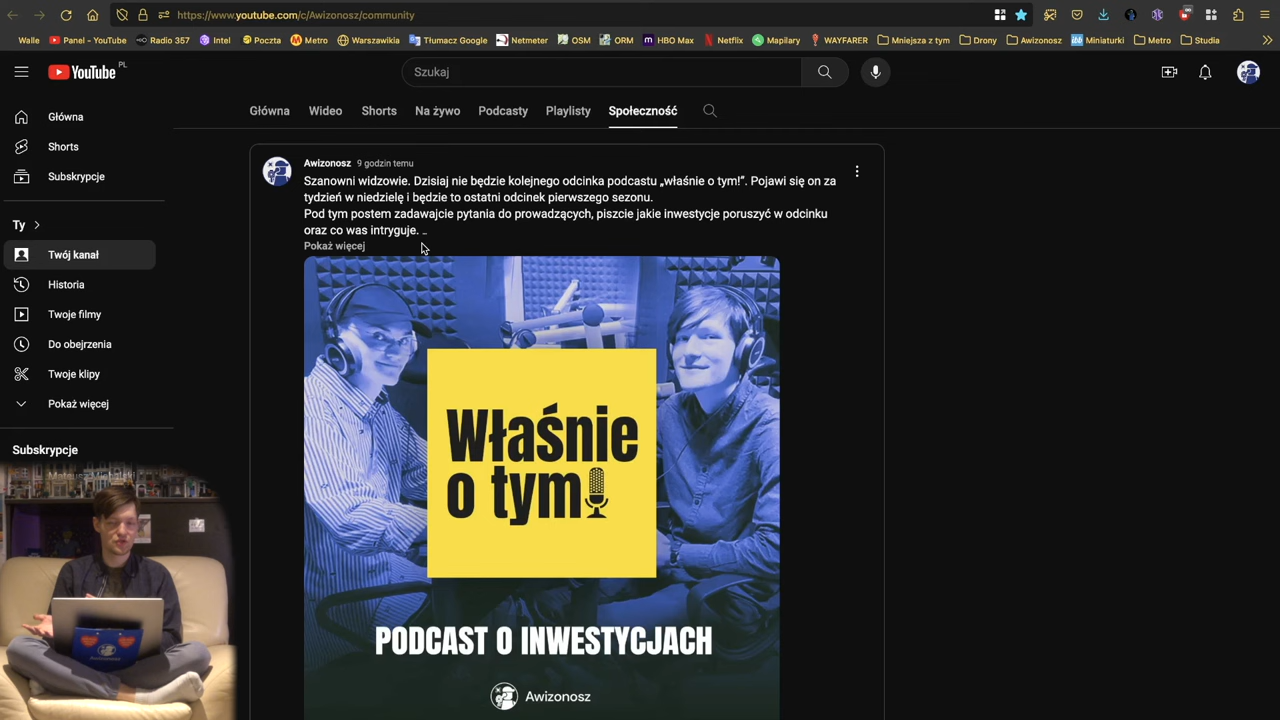 https://www.youtube.com/c/Awizonosz/community
Walle Panel - YouTube Radio 357 Intel Poczta Metro Warszawikia Tłumacz Google Netmeter OSM ORM HBO Max Netflix Mapilary WAYFARER Mniejsza z tym Drony Awizonosz Miniaturki Metro Studia
YouTube PL
Szukaj
Główna Wideo Shorts Na żywo Podcasty Playlisty Społeczność
Główna
Shorts
Subskrypcje
Ty
Twój kanał
Historia
Twoje filmy
Do obejrzenia
Twoje klipy
Pokaż więcej
Subskrypcje
Awizonosz 9 godzin temu
Szanowni widzowie. Dzisiaj nie będzie kolejnego odcinka podcastu „właśnie o tym!”. Pojawi się on za
tydzień w niedzielę i będzie to ostatni odcinek pierwszego sezonu.
Pod tym postem zadawajcie pytania do prowadzących, piszcie jakie inwestycje poruszyć w odcinku
oraz co was intryguje. …
Pokaż więcej
Właśnie
o tym
PODCAST O INWESTYCJACH
Awizonosz